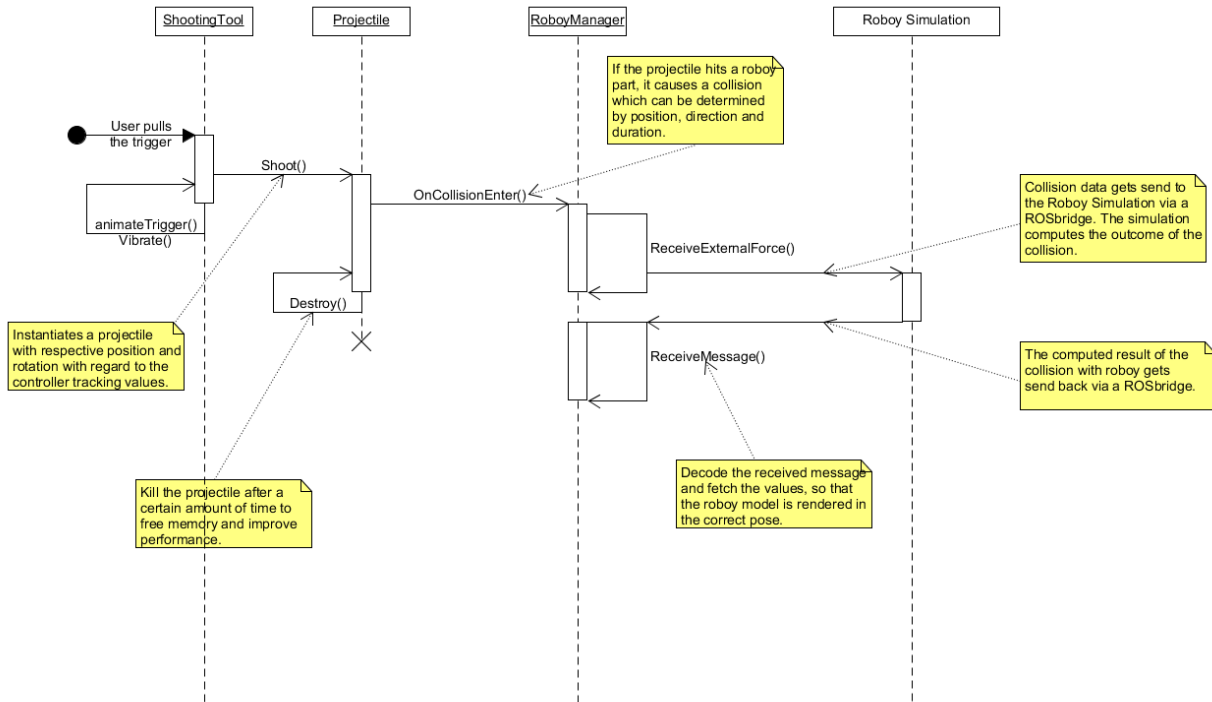 ShootingTool
Projectile
RoboyManager
Roboy Simulation
If the projectile hits a roboy
part, it causes a collision
which can be determined
by position, direction and
duration.
User pulls
the trigger
Shoot()
OnCollisionEnter()
animateTrigger()
Vibrate()
ReceiveExternalForce()
Collision data gets send to
the Roboy Simulation via a
ROSbridge. The simulation
computes the outcome of the
collision.
Destroy()
Instantiates a projectile
with respective position and
rotation with regard to the
controller tracking values.
ReceiveMessage()
The computed result of the
collision with roboy gets
send back via a ROSbridge.
Kill the projectile after a
certain amount of time to
free memory and improve
performance.
Decode the received message
and fetch the values, so that
the roboy model is rendered in
the correct pose.